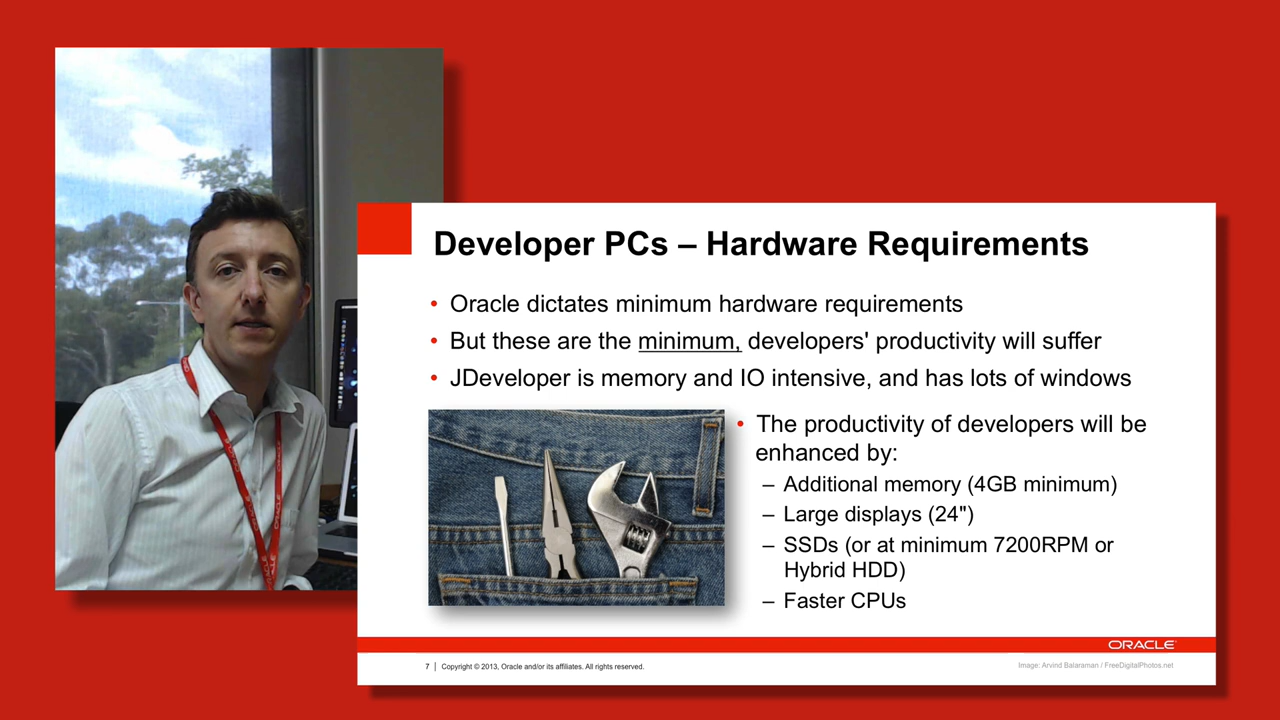 Developer PCs – Hardware Requirements
• Oracle dictates minimum hardware requirements
• But these are the minimum, developers' productivity will suffer
• JDeveloper is memory and IO intensive, and has lots of windows
• The productivity of developers will be
enhanced by:
– Additional memory (4GB minimum)
– Large displays (24")
– SSDs (or at minimum 7200RPM or
Hybrid HDD)
– Faster CPUs
ORACLE
7 | Copyright © 2013, Oracle and/or its affiliates. All rights reserved.
Image: Arvind Balaraman / FreeDigitalPhotos.net